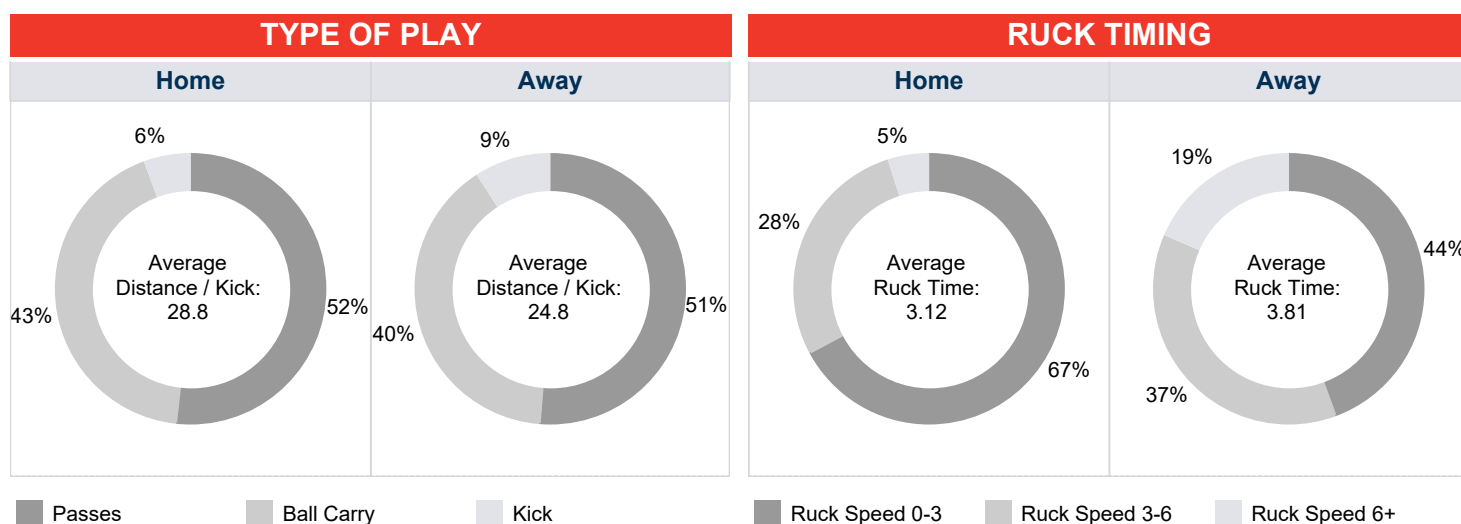 TYPE OF PLAY
Home
Away
6%
43%
52%
Average
Distance / Kick:
28.8
9%
40%
51%
Average
Distance / Kick:
24.8
Passes
Ball Carry
Kick
RUCK TIMING
Home
Away
5%
28%
67%
Average
Ruck Time:
3.12
19%
44%
37%
Average
Ruck Time:
3.81
Ruck Speed 0-3
Ruck Speed 3-6
Ruck Speed 6+